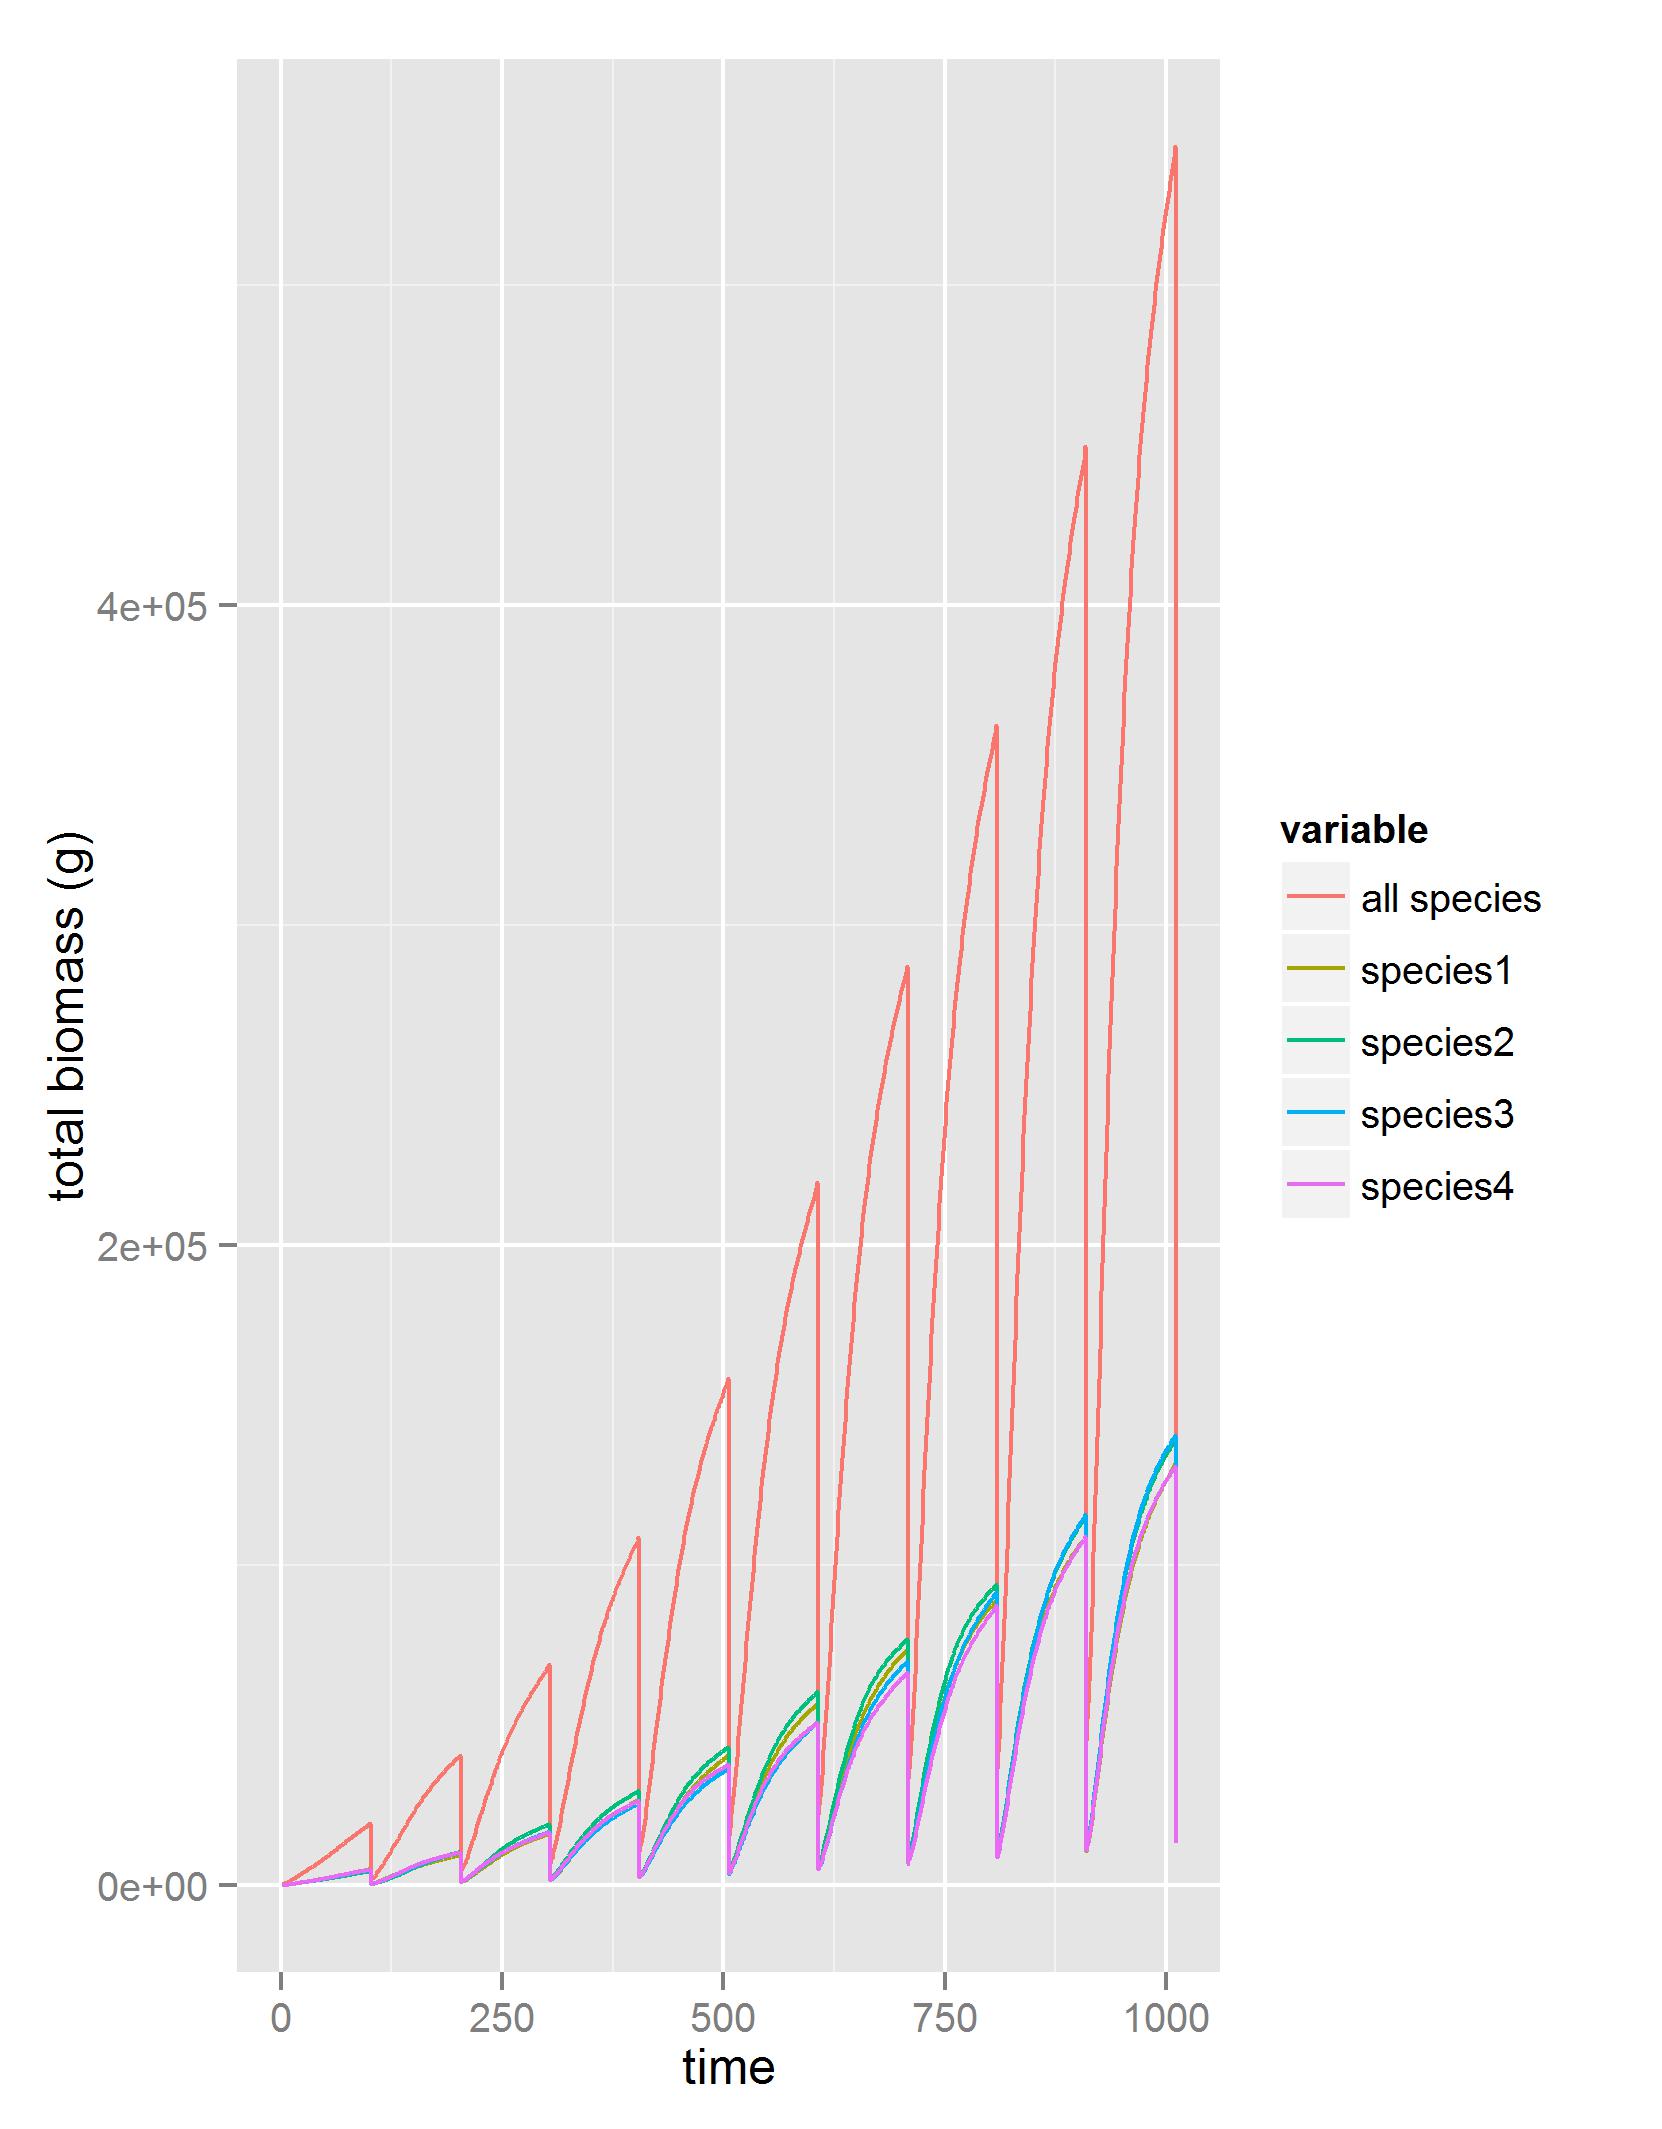 total biomass (g)
4e+05
2e+05
0e+00
0 250 500 750 1000
time
variable
all species
species1
species2
species3
species4